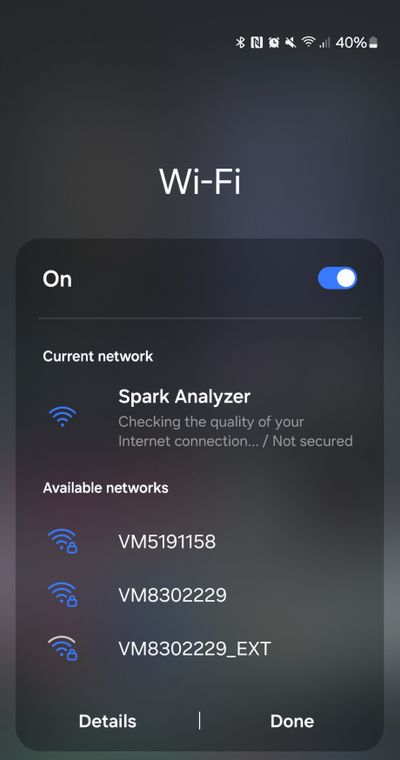 40%
Wi-Fi
On
Current network
Spark Analyzer
Checking the quality of your
Internet connection... / Not secured
Available networks
VM5191158
VM8302229
VM8302229_EXT
Details | Done